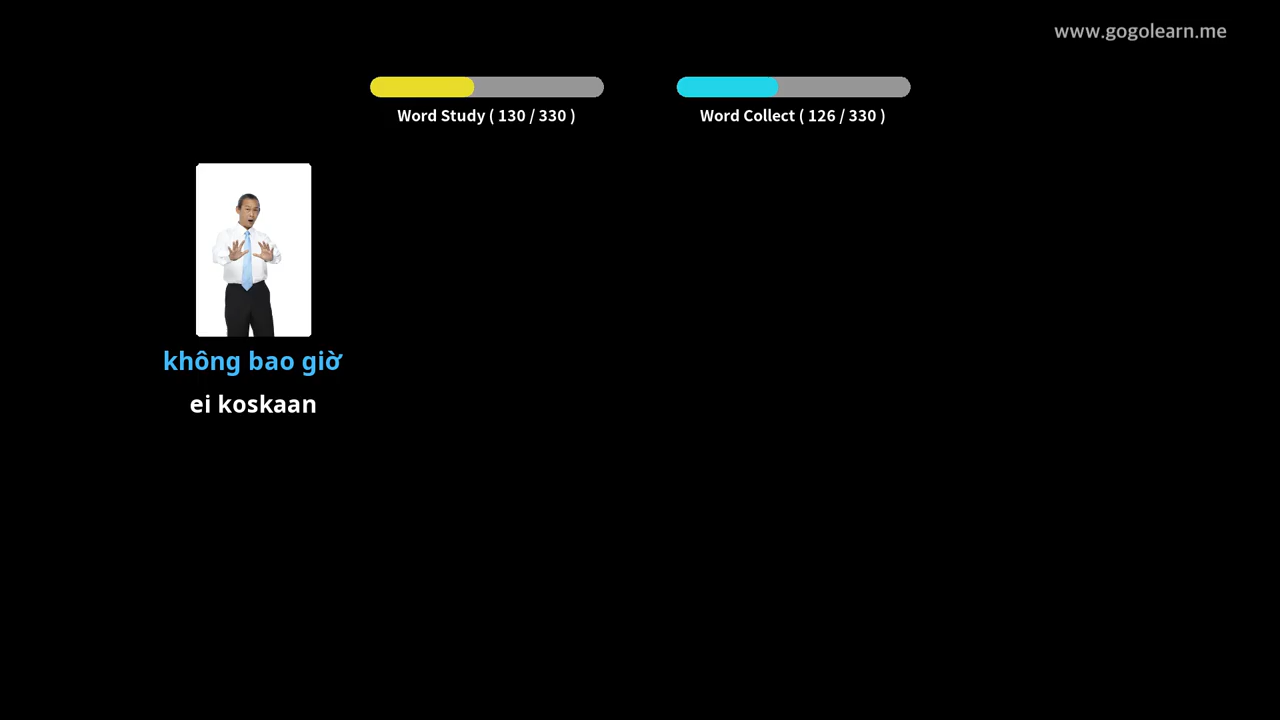 www.gogolearn.me
Word Study ( 130 / 330 )
Word Collect ( 126 / 330 )
không bao giờ
ei koskaan